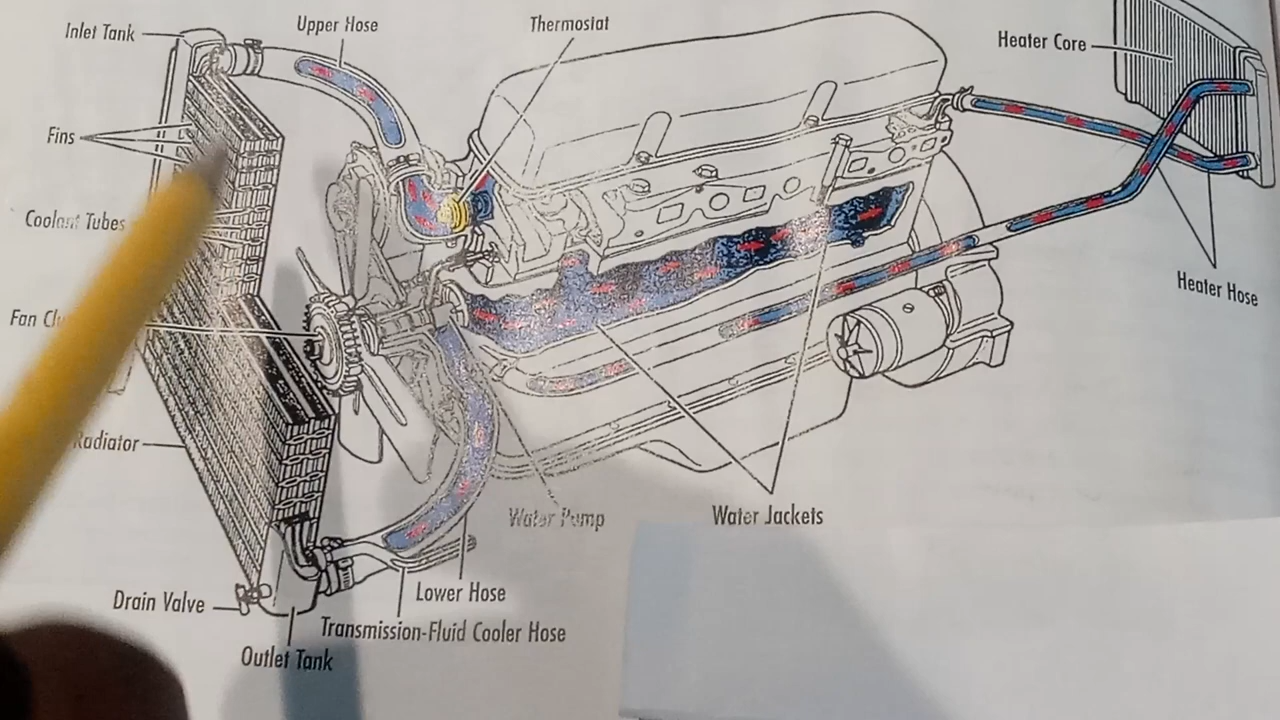 Inlet Tank
Upper Hose
Thermostat
Heater Core
Fins
Coolant Tubes
Heater Hose
Fan
Radiator
Water Pump
Water Jackets
Drain Valve
Lower Hose
Transmission-Fluid Cooler Hose
Outlet Tank